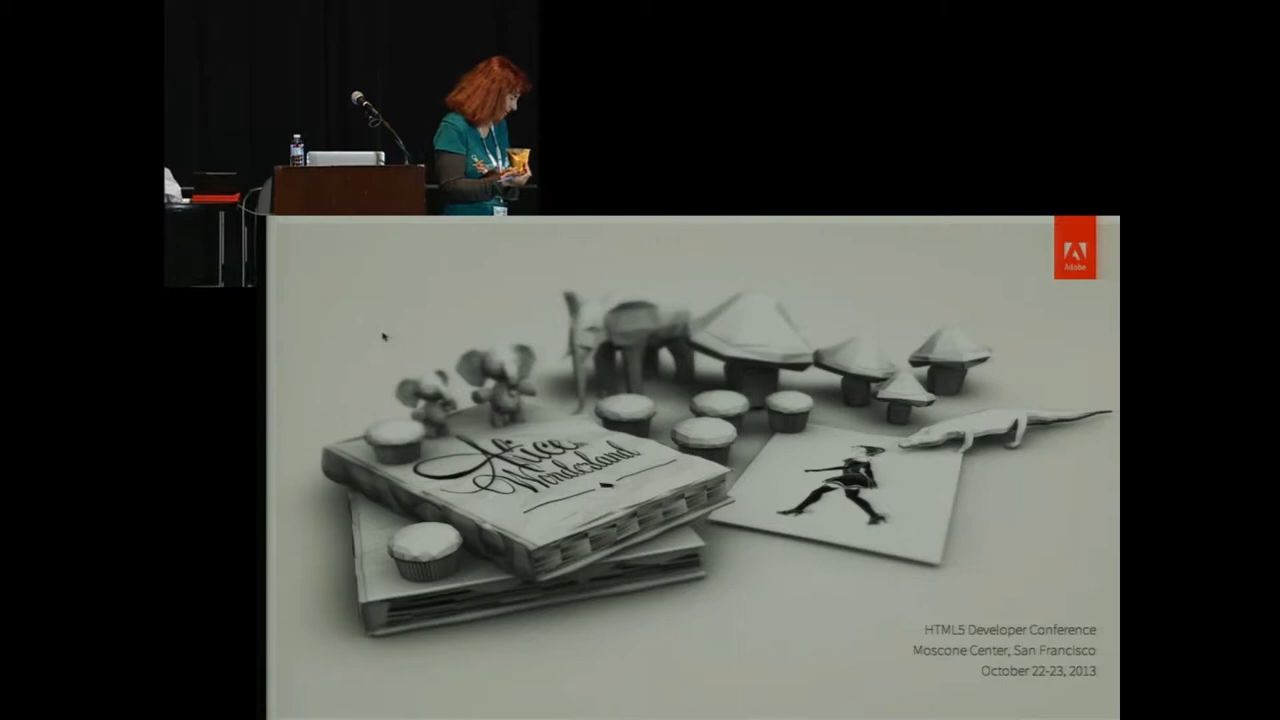 Adobe
Alice in
Wonderland
HTML5 Developer Conference
Moscone Center, San Francisco
October 22-23, 2013